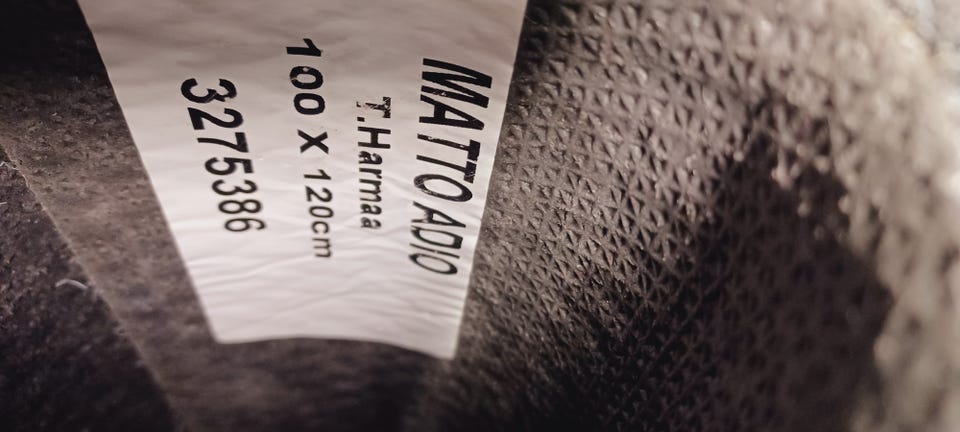 MATTO ADIO
T.Harmaa
100 X 120cm
3275386